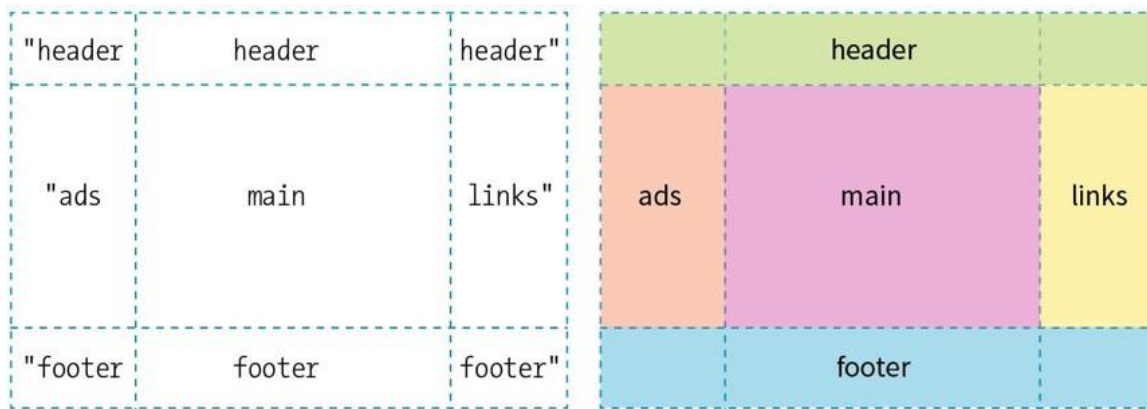 "header header header"
"ads main links"
"footer footer footer"
header
ads main links
footer